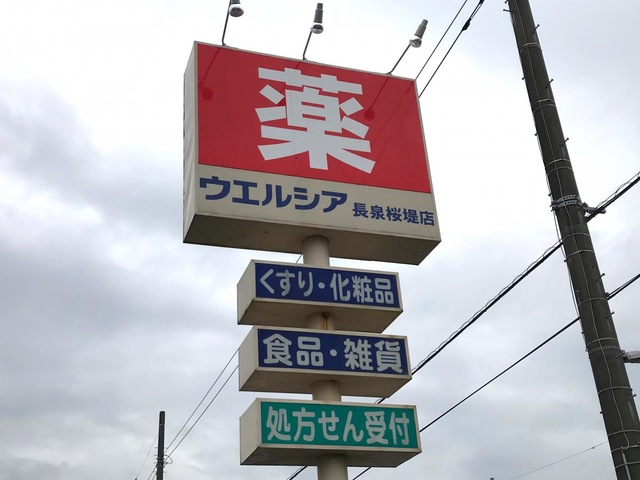 薬
ウエルシア 長泉桜堤店
くすり・化粧品
食品・雑貨
処方せん受付